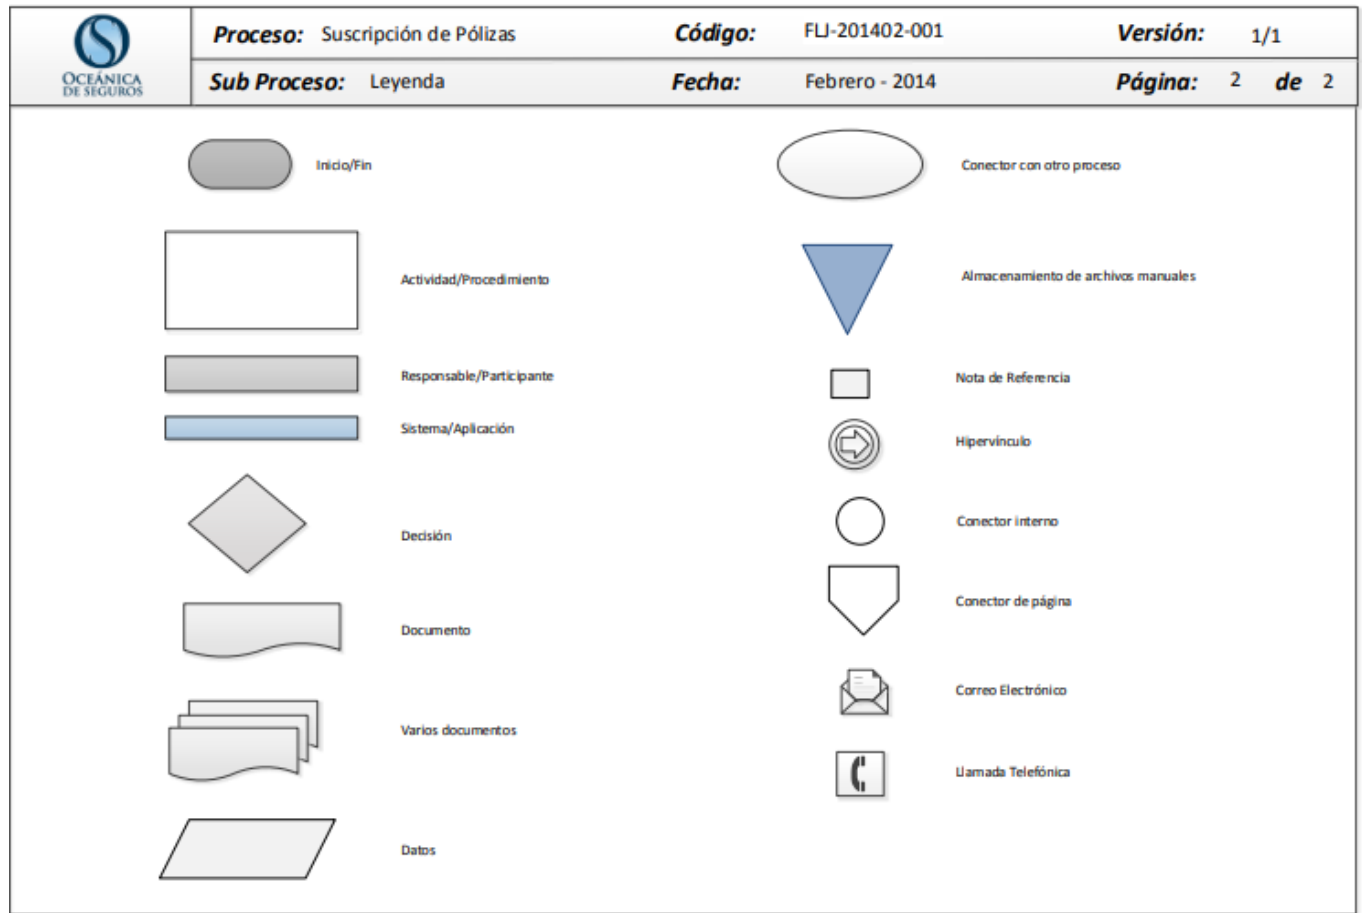 OCEÁNICA
DE SEGUROS
Proceso: Suscripción de Pólizas Código: FLJ-201402-001 Versión: 1/1
Sub Proceso: Leyenda Fecha: Febrero - 2014 Página: 2 de 2
Inicio/Fin
Actividad/Procedimiento
Responsable/Participante
Sistema/Aplicación
Decisión
Documento
Varios documentos
Datos
Conector con otro proceso
Almacenamiento de archivos manuales
Nota de Referencia
Hipervínculo
Conector interno
Conector de página
Correo Electrónico
Llamada Telefónica